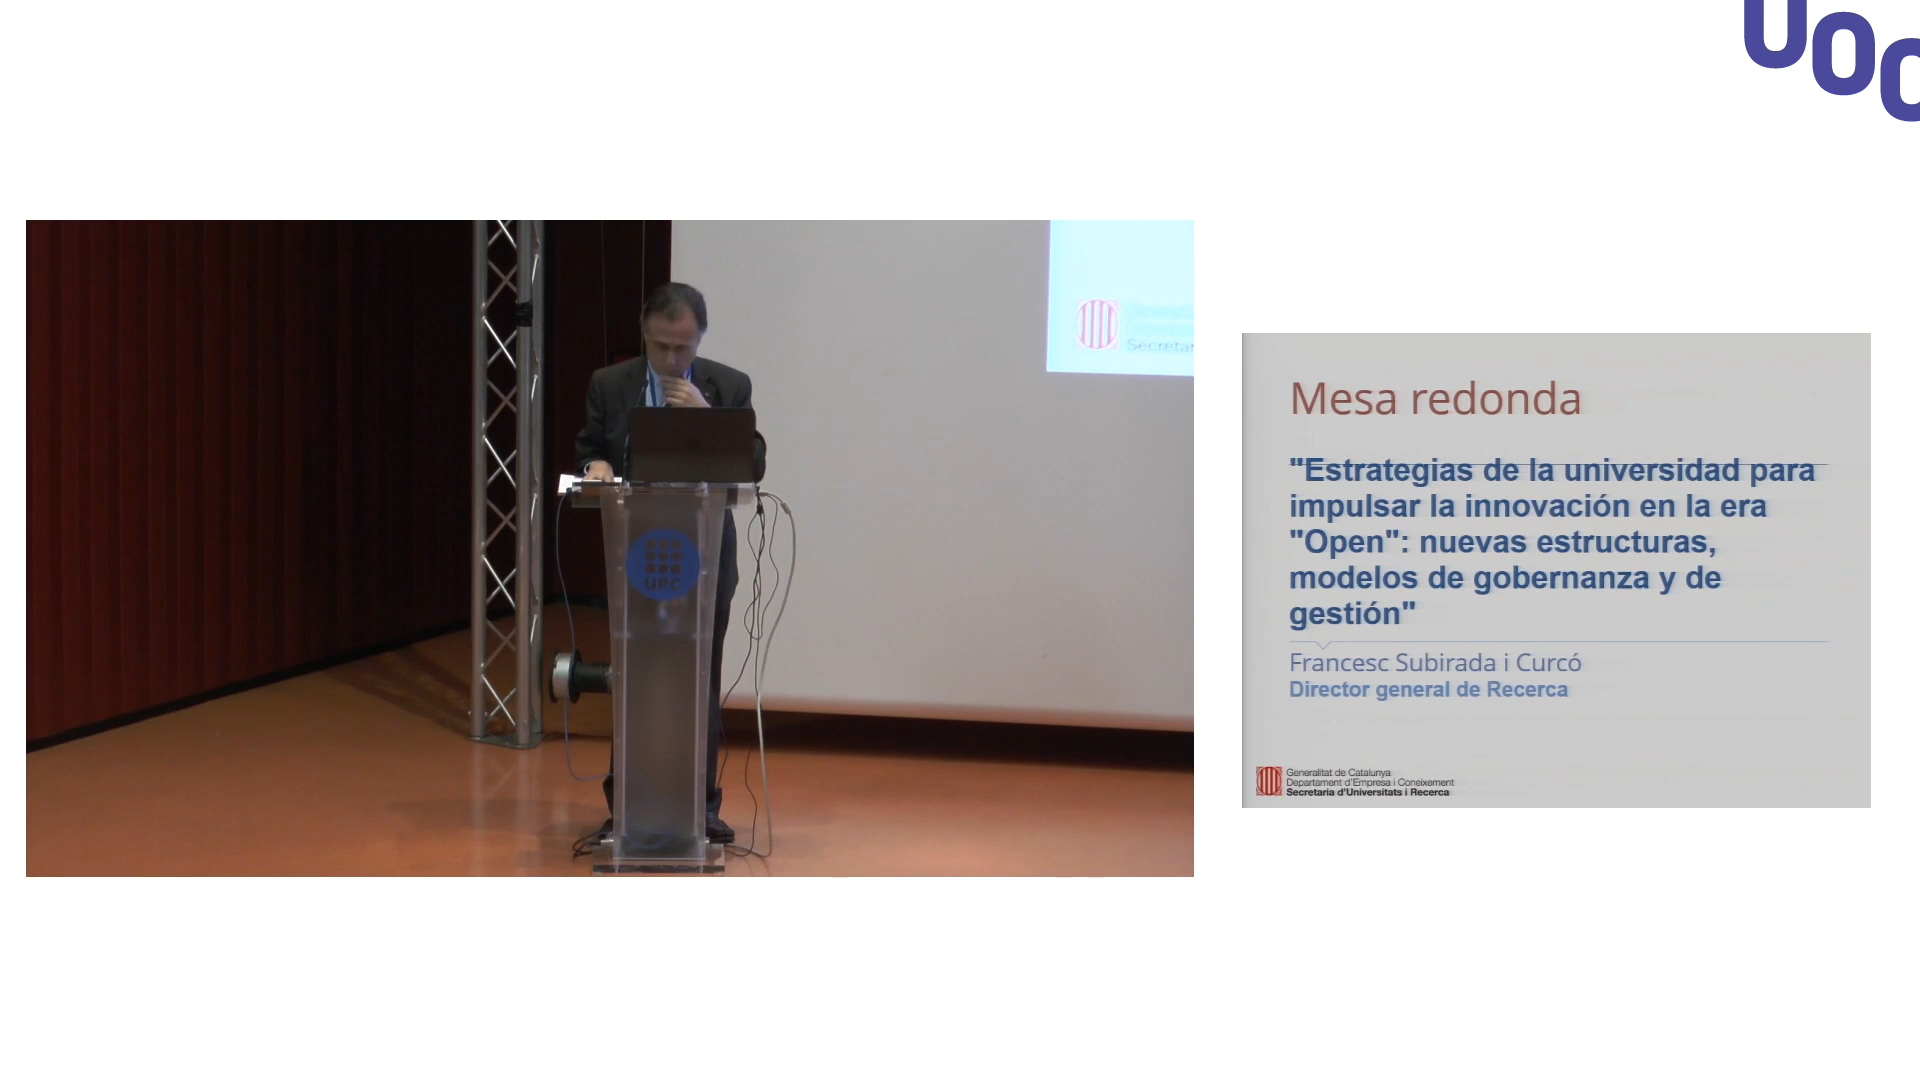 UOC
Secretar
UPC
Mesa redonda
"Estrategias de la universidad para
impulsar la innovación en la era
"Open": nuevas estructuras,
modelos de gobernanza y de
gestión"
Francesc Subirada i Curcó
Director general de Recerca
Generalitat de Catalunya
Departament d'Empresa i Coneixement
Secretaria d'Universitats i Recerca